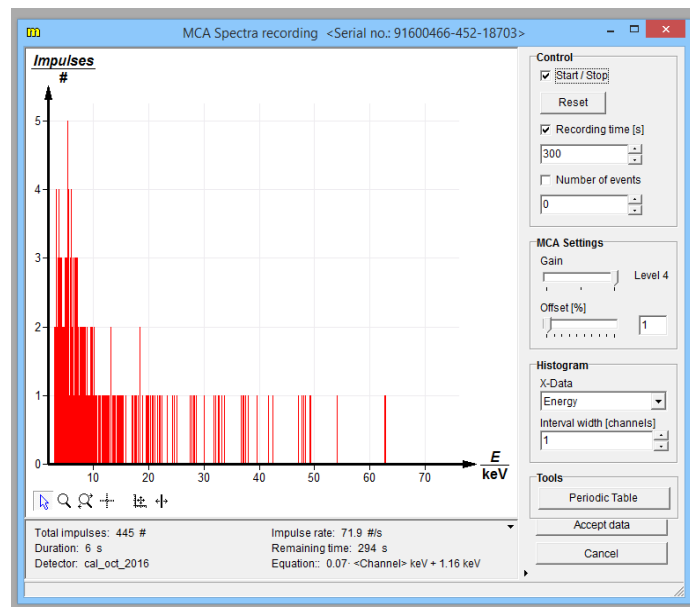 MCA Spectra recording <Serial no.: 91600466-452-18703>
Impulses
#
5
4
3
2
1
0
10 20 30 40 50 60 70
E
keV
Total impulses: 445 #
Duration: 6 s
Detector: cal_oct_2016
Impulse rate: 71.9 #/s
Remaining time: 294 s
Equation:: 0.07· <Channel> keV + 1.16 keV
Control
Start / Stop
Reset
Recording time [s]
300
Number of events
0
MCA Settings
Gain
Level 4
Offset [%]
1
Histogram
X-Data
Energy
Interval width [channels]
1
Tools
Periodic Table
Accept data
Cancel